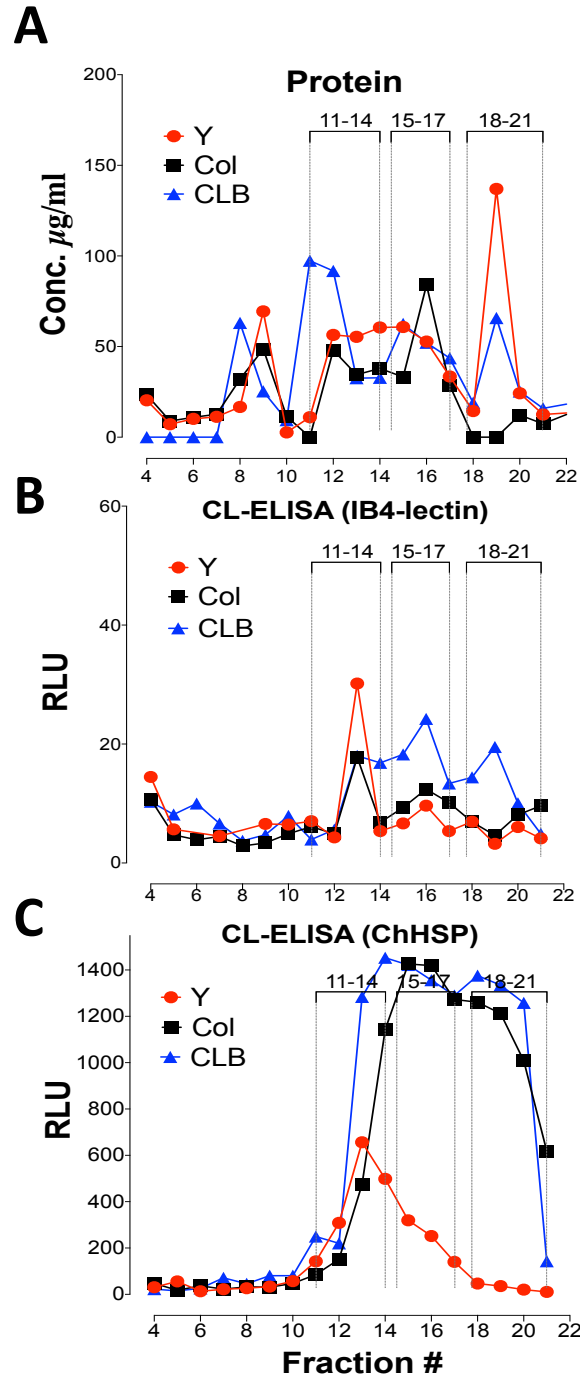 A
Protein
200
150
100
50
0
Conc. µg/ml
Y
Col
CLB
11-14 15-17 18-21
4 6 8 10 12 14 16 18 20 22
B
CL-ELISA (IB4-lectin)
60
40
20
0
RLU
Y
Col
CLB
11-14 15-17 18-21
4 6 8 10 12 14 16 18 20 22
C
CL-ELISA (ChHSP)
1400
1200
1000
800
600
400
200
0
RLU
Y
Col
CLB
11-14 15-17 18-21
4 6 8 10 12 14 16 18 20 22
Fraction #